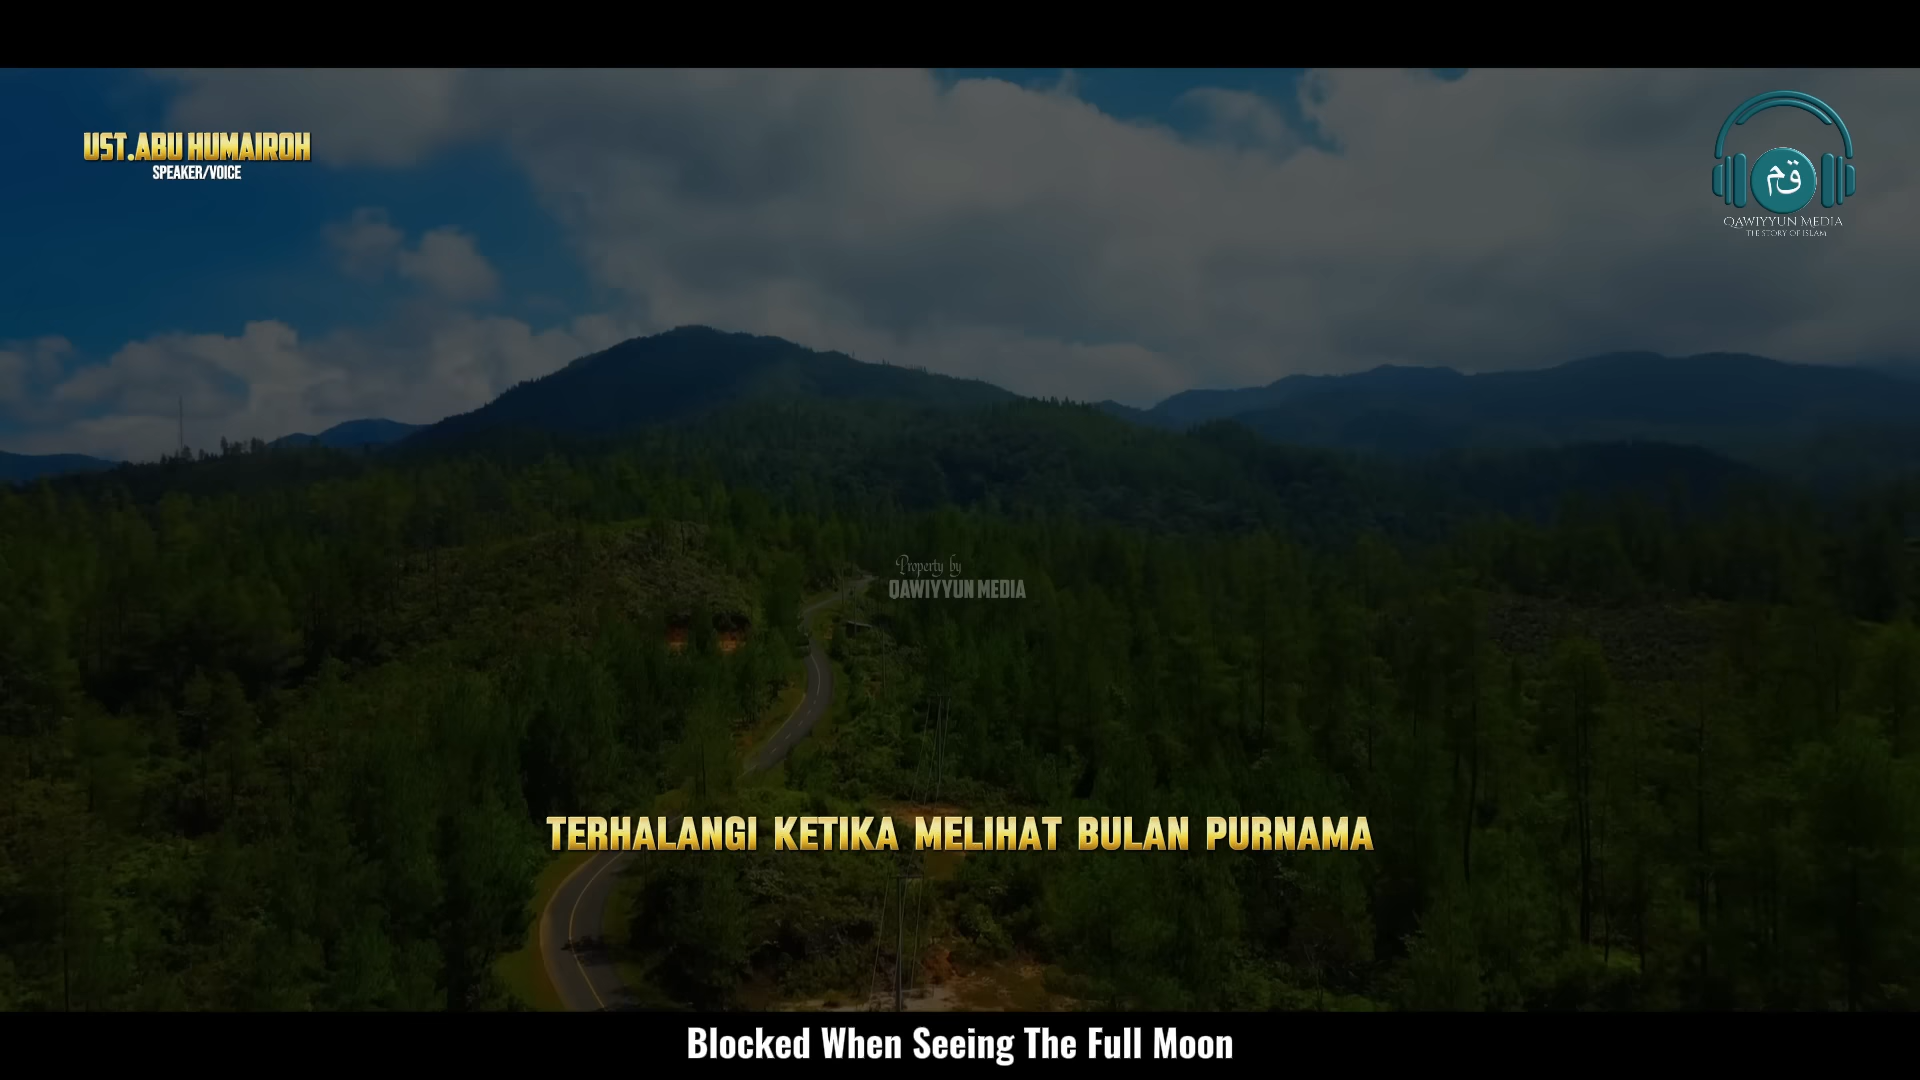 UST.ABU HUMAIROH
SPEAKER/VOICE
قم
QAWIYYUN MEDIA
THE STORY OF ISLAM
Property by
QAWIYYUN MEDIA
TERHALANGI KETIKA MELIHAT BULAN PURNAMA
Blocked When Seeing The Full Moon